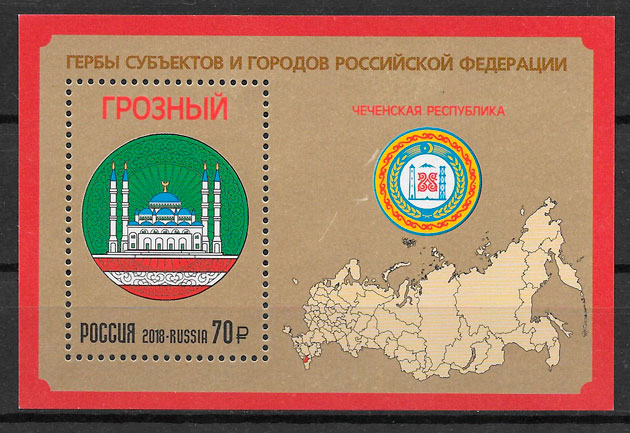 ГЕРБЫ СУБЪЕКТОВ И ГОРОДОВ РОССИЙСКОЙ ФЕДЕРАЦИИ
ГРОЗНЫЙ
РОССИЯ 2018-RUSSIA 70 ₽
ЧЕЧЕНСКАЯ РЕСПУБЛИКА